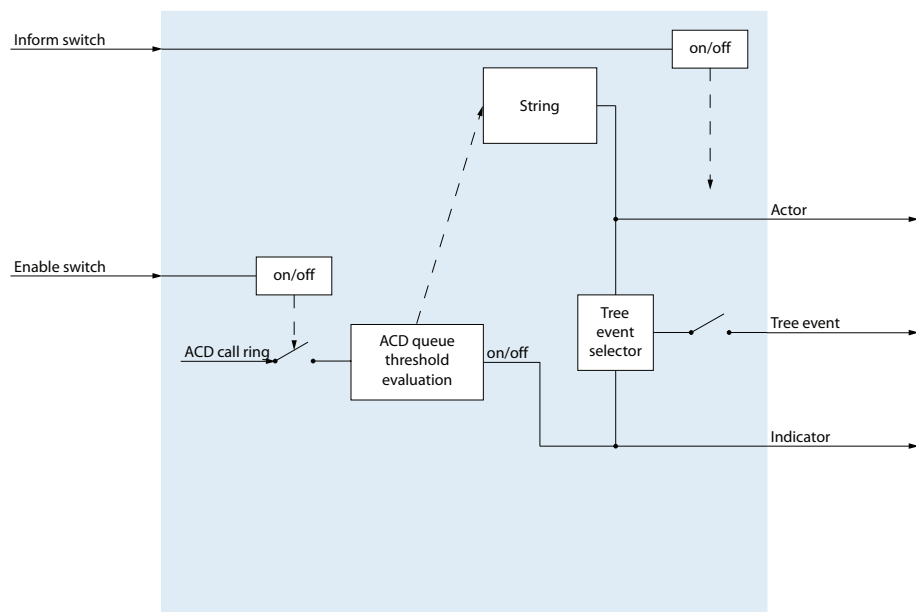 Inform switch
on/off
String
Actor
Enable switch
on/off
Tree
event
selector
Tree event
ACD call ring
ACD queue
threshold
evaluation
on/off
Indicator